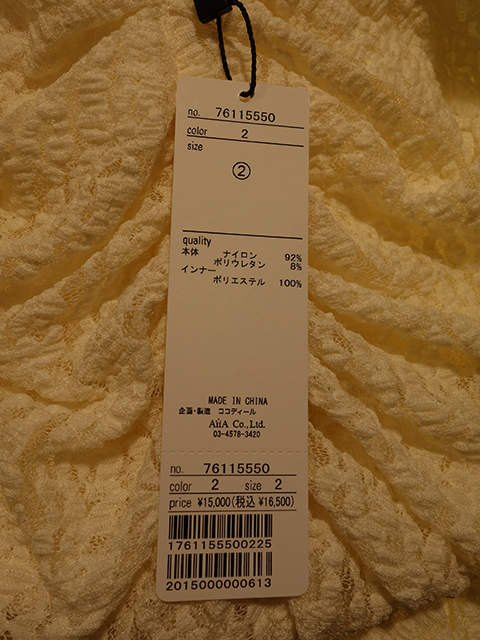 no. 76115550
color 2
size
②
quality
本体 ナイロン 92%
ポリウレタン 8%
インナー
ポリエステル 100%
MADE IN CHINA
企画・製造 ココディール
AiiA Co.,Ltd.
03-4578-3420
no. 76115550
color 2 size 2
price ¥15,000(税込 ¥16,500)
1761155500225
2015000000613